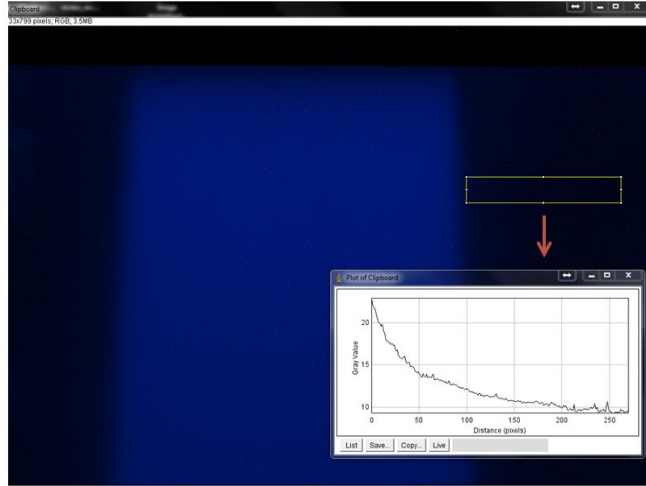 Clipboard
33x799 pixels; RGB; 3.5MB
Plot of Clipboard
20
15
10
Gray Value
0 50 100 150 200 250
Distance (pixels)
List Save... Copy... Live